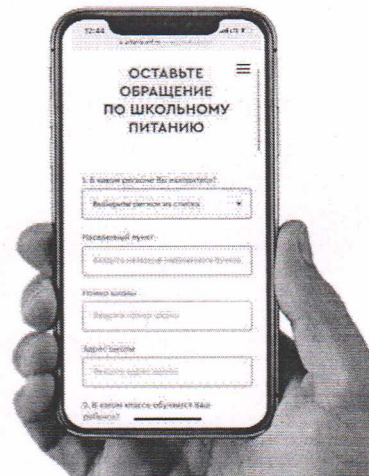 12:44
ОСТАВЬТЕ
ОБРАЩЕНИЕ
ПО ШКОЛЬНОМУ
ПИТАНИЮ
1. В каком регионе Вы находитесь?
Выберите регион из списка
Населенный пункт
Введите название населенного пункта
Номер школы
Введите номер школы
Адрес школы
Введите адрес школы
2. В каком классе обучается Ваш
ребенок?